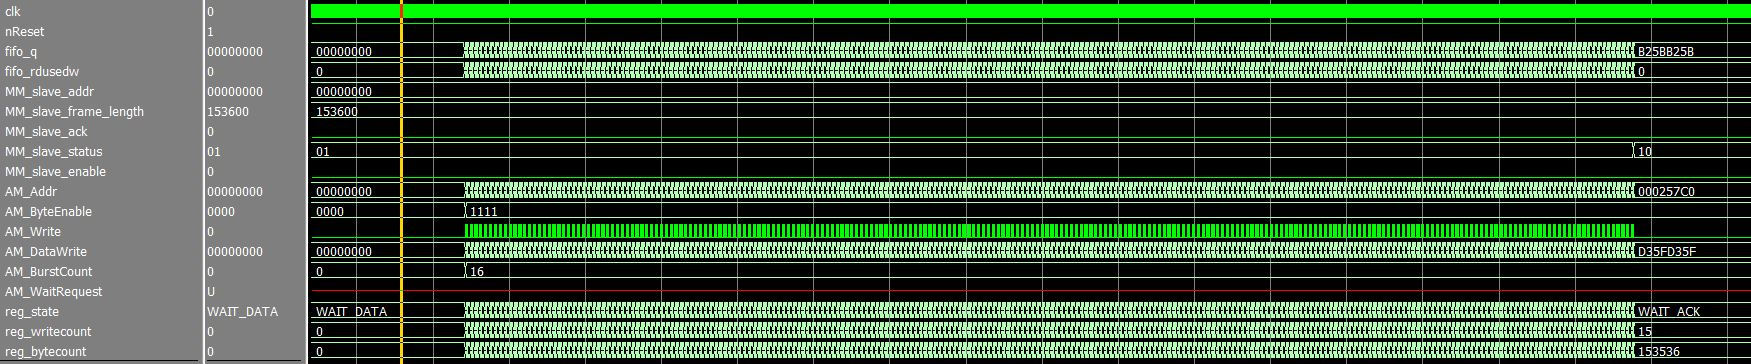 clk 0
nReset 1
fifo_q 00000000 00000000 B25BB25B
fifo_rdusedw 0 0 0
MM_slave_addr 00000000 00000000
MM_slave_frame_length 153600 153600
MM_slave_ack 0
MM_slave_status 01 01 10
MM_slave_enable 0
AM_Addr 00000000 00000000 000257C0
AM_ByteEnable 0000 0000 1111
AM_Write 0
AM_DataWrite 00000000 00000000 D35FD35F
AM_BurstCount 0 0 16
AM_WaitRequest U
reg_state WAIT_DATA WAIT_DATA WAIT_ACK
reg_writecount 0 0 15
reg_bytecount 0 0 153536